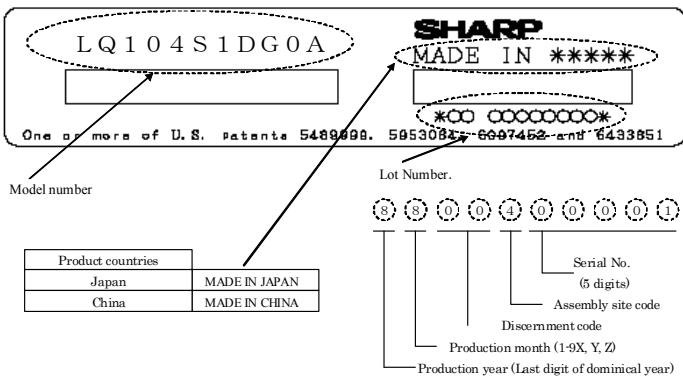 LQ104S1DG0A
SHARP
MADE IN *****
*OO OOOOOOOO*
One or more of U.S. patents and 6433851
Model number
Lot Number.
8 8 0 0 4 0 0 0 0 1
Product countries
Japan MADE IN JAPAN
China MADE IN CHINA
Serial No.
(5 digits)
Assembly site code
Discernment code
Production month (1-9X, Y, Z)
Production year (Last digit of dominical year)